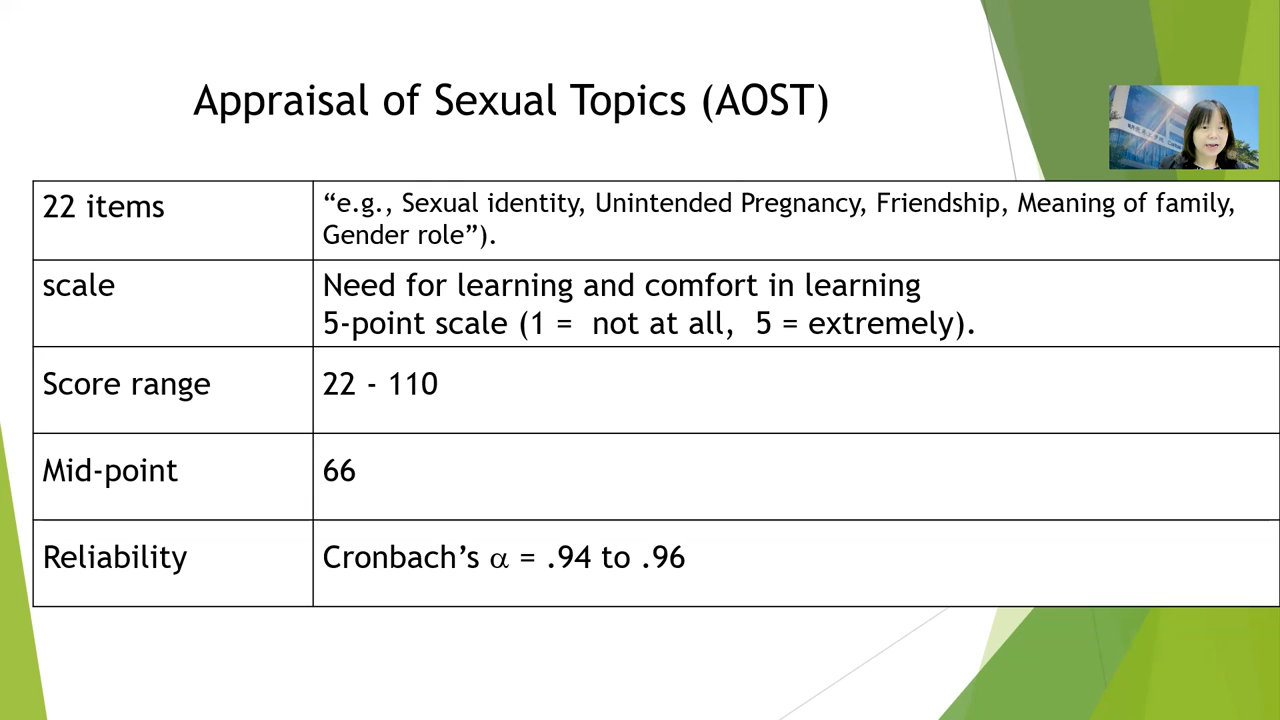 Appraisal of Sexual Topics (AOST)
22 items
“e.g., Sexual identity, Unintended Pregnancy, Friendship, Meaning of family,
Gender role”).
scale
Need for learning and comfort in learning
5-point scale (1 = not at all, 5 = extremely).
Score range
22 - 110
Mid-point
66
Reliability
Cronbach’s α = .94 to .96